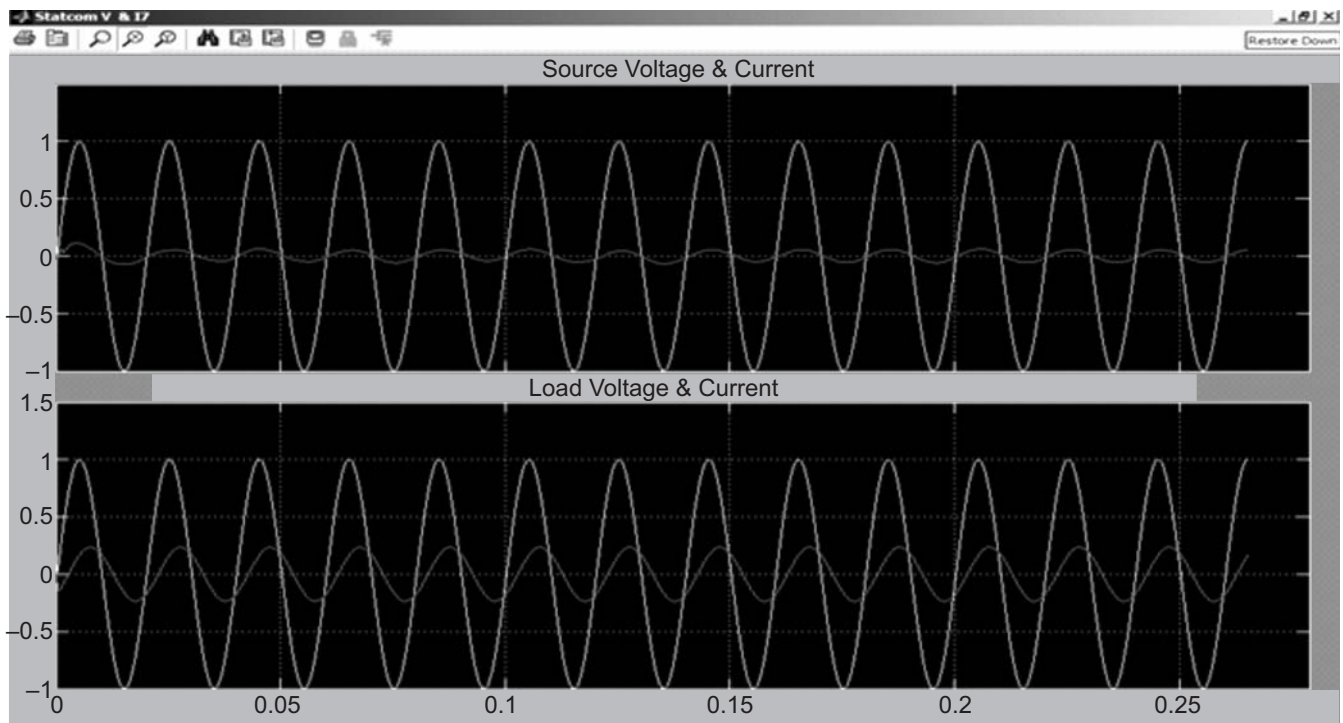 Statcom V & I7
Restore Down
Source Voltage & Current
1
0.5
0
–0.5
–1
Load Voltage & Current
1.5
1
0.5
0
–0.5
–1
0 0.05 0.1 0.15 0.2 0.25